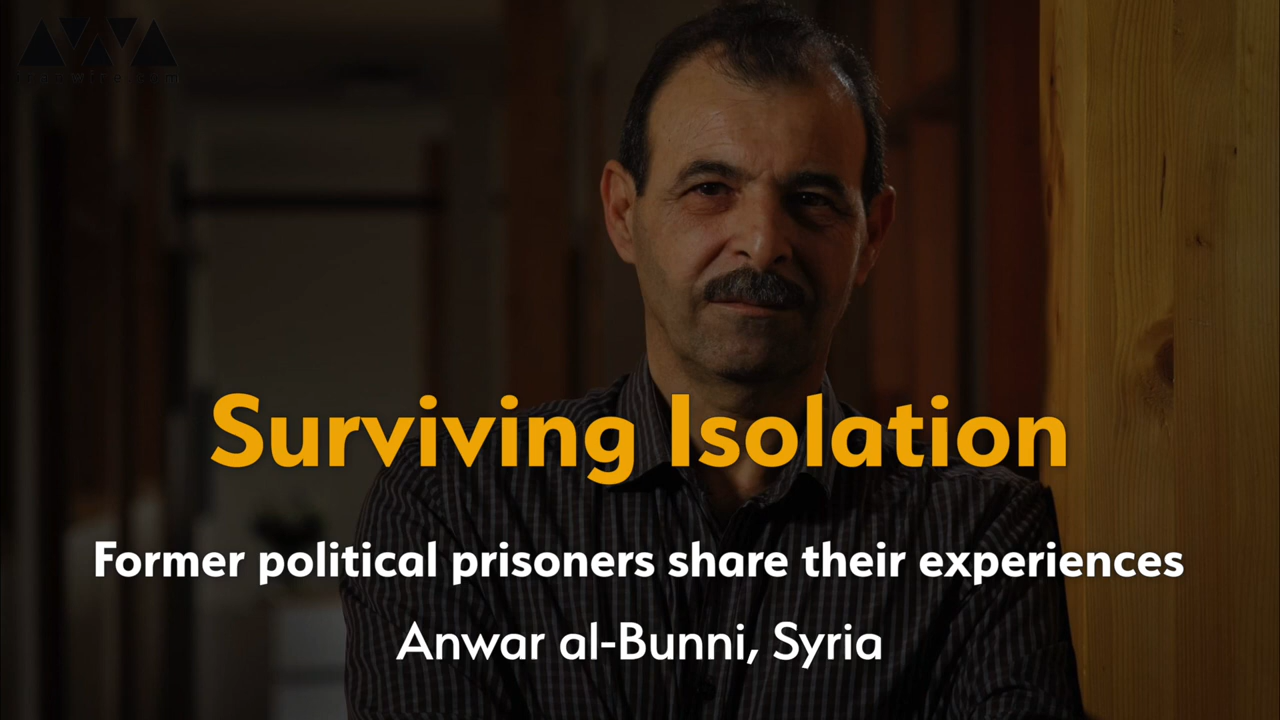 Surviving Isolation
Former political prisoners share their experiences
Anwar al-Bunni, Syria